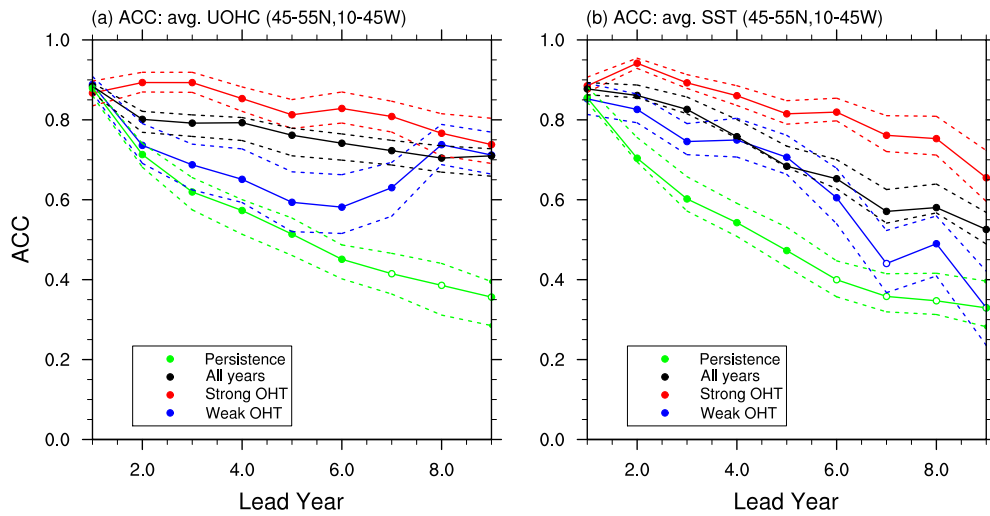 (a) ACC: avg. UOHC (45-55N,10-45W)
1.0
0.8
0.6
0.4
0.2
0.0
ACC
Persistence
All years
Strong OHT
Weak OHT
2.0 4.0 6.0 8.0
Lead Year
(b) ACC: avg. SST (45-55N,10-45W)
1.0
0.8
0.6
0.4
0.2
0.0
ACC
Persistence
All years
Strong OHT
Weak OHT
2.0 4.0 6.0 8.0
Lead Year